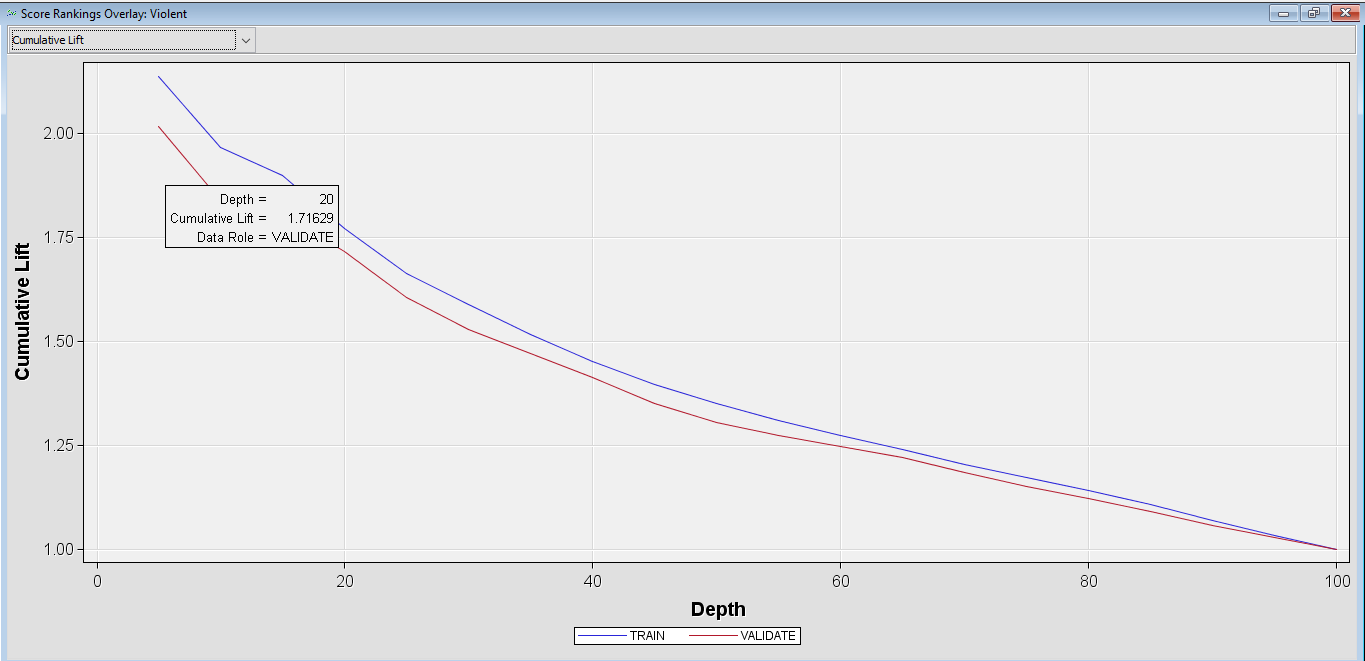 Score Rankings Overlay: Violent
Cumulative Lift
Cumulative Lift
2.00
1.75
1.50
1.25
1.00
Depth = 20
Cumulative Lift = 1.71629
Data Role = VALIDATE
0 20 40 60 80 100
Depth
TRAIN VALIDATE